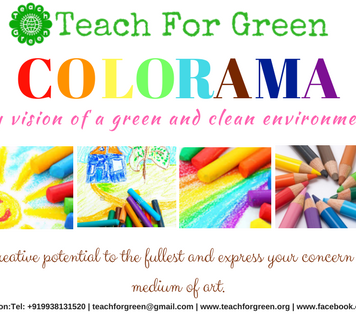 Teach For Green
COLORAMA
vision of a green and clean environme
creative potential to the fullest and express your concern
medium of art.
on:Tel: +919938131520 | teachforgreen@gmail.com | www.teachforgreen.org | www.facebook.